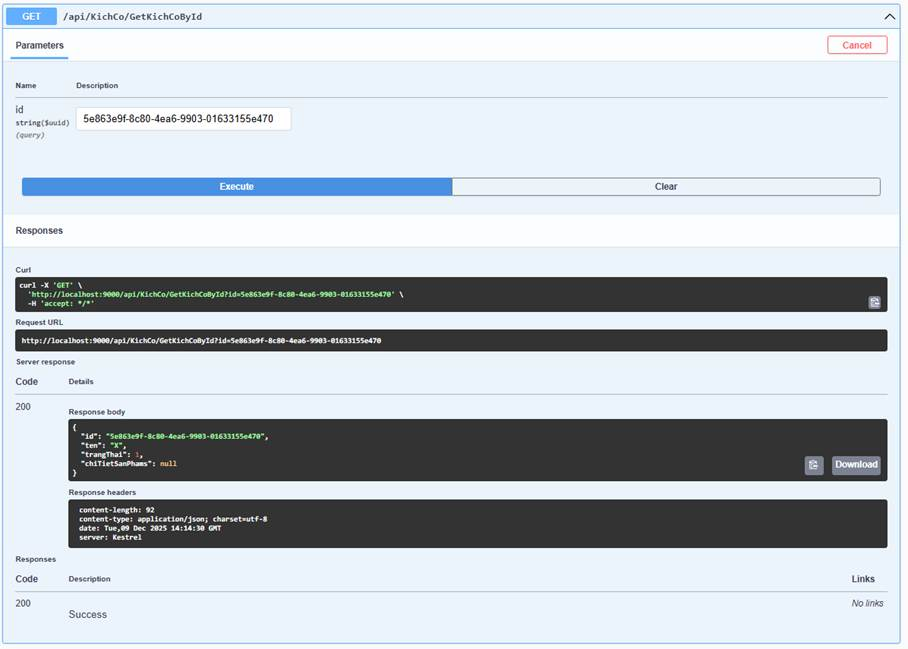 GET /api/KichCo/GetKichCoById
Parameters
Cancel
Name Description
id
string($uuid)
(query)
5e863e9f-8c80-4ea6-9903-01633155e470
Execute Clear
Responses
Curl
curl -X 'GET' \
'http://localhost:9000/api/KichCo/GetKichCoById?id=5e863e9f-8c80-4ea6-9903-01633155e470' \
-H 'accept: */*'
Request URL
http://localhost:9000/api/KichCo/GetKichCoById?id=5e863e9f-8c80-4ea6-9903-01633155e470
Server response
Code Details
200
Response body
{
"id": "5e863e9f-8c80-4ea6-9903-01633155e470",
"ten": "X",
"trangThai": 1,
"chiTietSanPhams": null
}
Download
Response headers
content-length: 92
content-type: application/json; charset=utf-8
date: Tue,09 Dec 2025 14:14:30 GMT
server: Kestrel
Responses
Code Description Links
200 Success No links